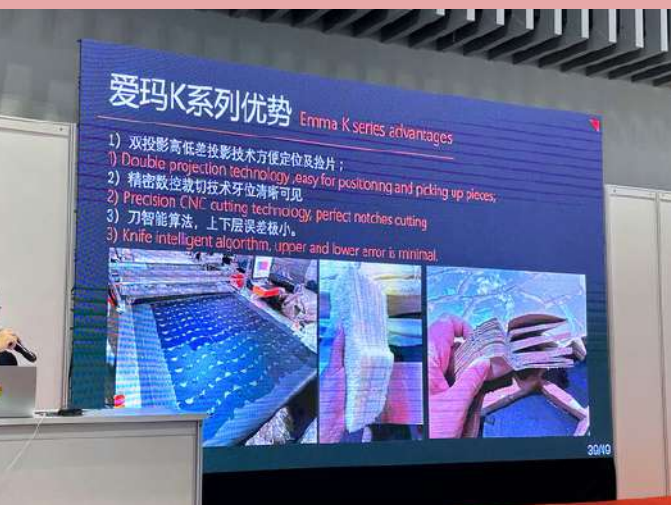 爱玛K系列优势 Emma K series advantages
1) 双投影高低差投影技术方便定位及捡片；
1) Double projection technology ,easy for positioning and picking up pieces;
2) 精密数控裁切技术牙位清晰可见
2) Precision CNC cutting technology, perfect notches cutting
3) 刀智能算法，上下层误差极小。
3) Knife intelligent algorithm, upper and lower error is minimal.
39/49